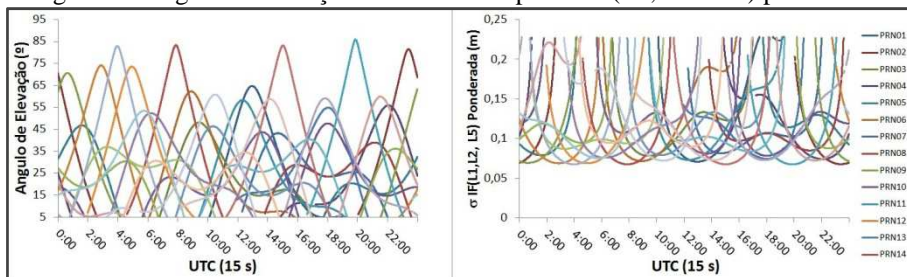 95
85
75
65
55
45
35
25
15
5
Angulo de Elevação (º)
0:00
2:00
4:00
6:00
8:00
10:00
12:00
14:00
16:00
18:00
20:00
22:00
UTC (15 s)
0,2
0,15
0,1
0,05
0
σ IF(L1,L2, L5) Ponderada (m)
0:00
2:00
4:00
6:00
8:00
10:00
12:00
14:00
16:00
18:00
20:00
22:00
UTC (15 s)
PRN01
PRN02
PRN03
PRN04
PRN05
PRN06
PRN07
PRN08
PRN09
PRN10
PRN11
PRN12
PRN13
PRN14